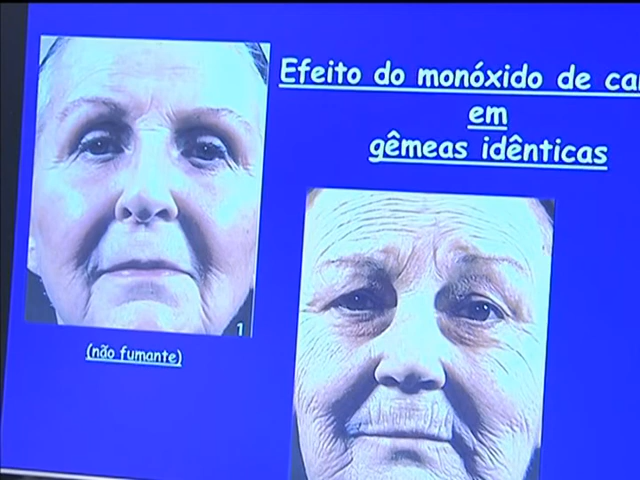 Efeito do monóxido de ca
em
gêmeas idênticas
1
(não fumante)